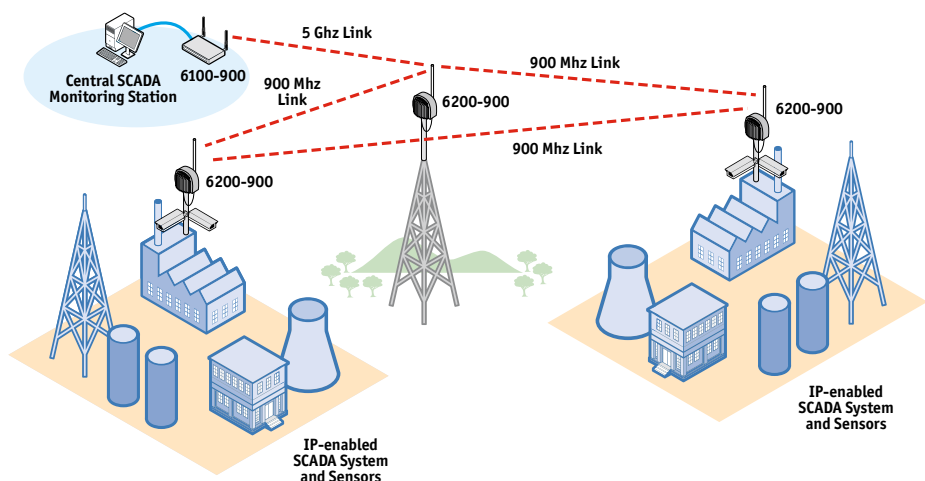 5 Ghz Link
Central SCADA
Monitoring Station
6100-900
900 Mhz
Link
900 Mhz Link
6200-900
6200-900
900 Mhz Link
6200-900
IP-enabled
SCADA System
and Sensors
IP-enabled
SCADA System
and Sensors